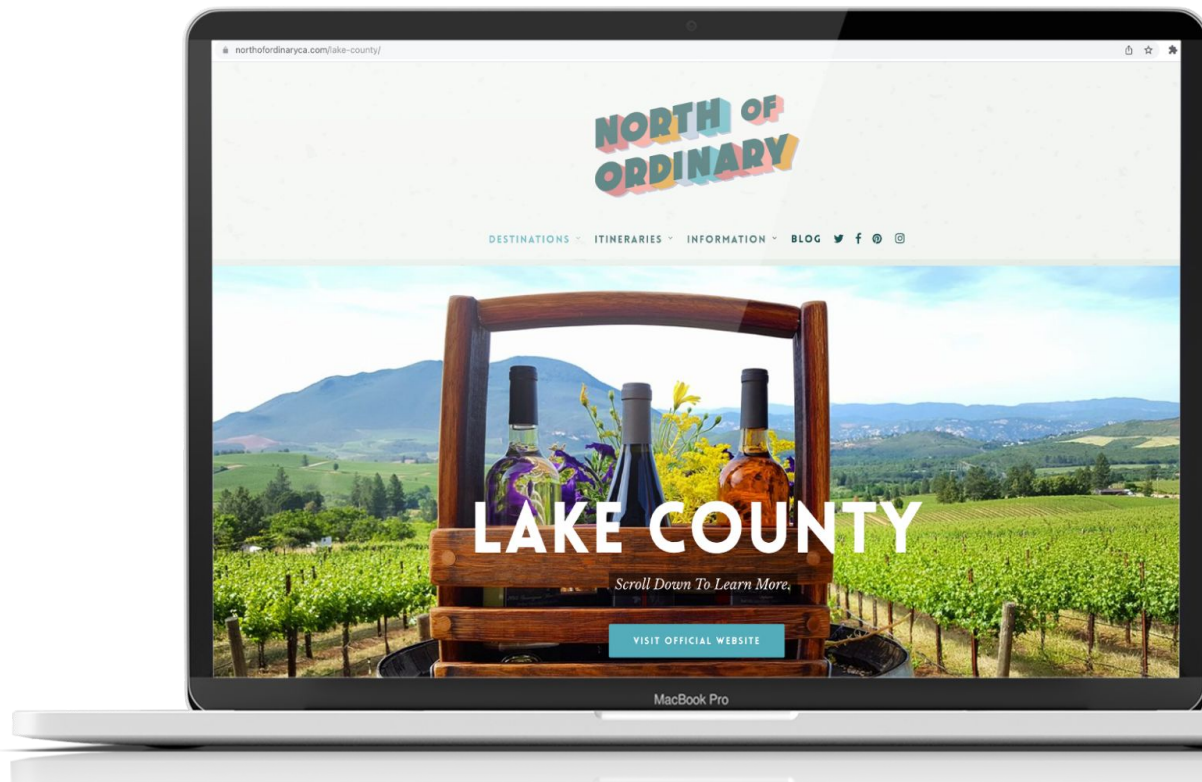 northofordinaryca.com/lake-county/
NORTH OF
ORDINARY
DESTINATIONS ITINERARIES INFORMATION BLOG
LAKE COUNTY
Scroll Down To Learn More.
VISIT OFFICIAL WEBSITE
MacBook Pro